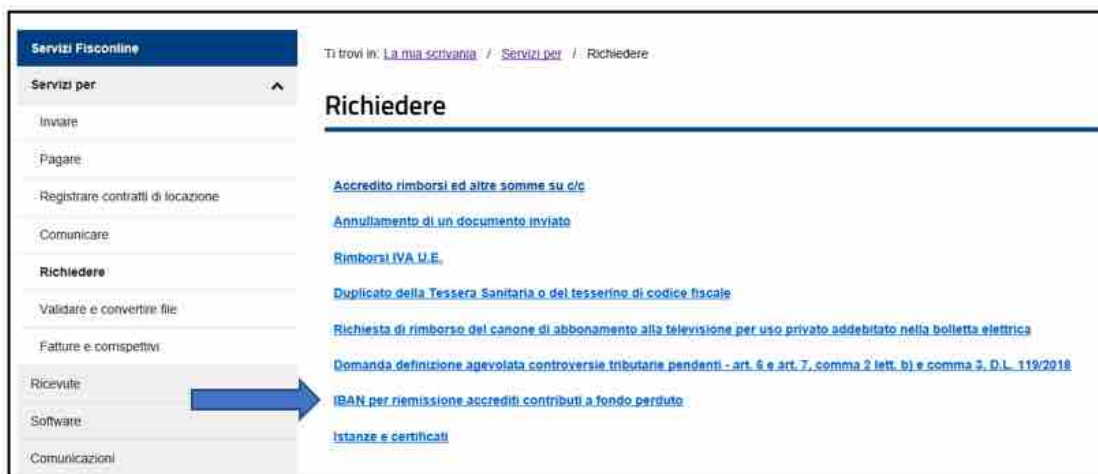 Servizi Fisconline
Servizi per
Inviare
Pagare
Registrare contratti di locazione
Comunicare
Richiedere
Validare e convertire file
Fatture e corrispettivi
Ricevute
Software
Comunicazioni
Ti trovi in: La mia scrivania / Servizi per / Richiedere
Richiedere
Accredito rimborsi ed altre somme su c/c
Annullamento di un documento inviato
Rimborsi IVA U.E.
Duplicato della Tessera Sanitaria o del tesserino di codice fiscale
Richiesta di rimborso del canone di abbonamento alla televisione per uso privato addebitato nella bolletta elettrica
Domanda definizione agevolata controversie tributarie pendenti - art. 6 e art. 7, comma 2 lett. b) e comma 3, D.L. 119/2018
IBAN per riemissione accrediti contributi a fondo perduto
Istanze e certificati